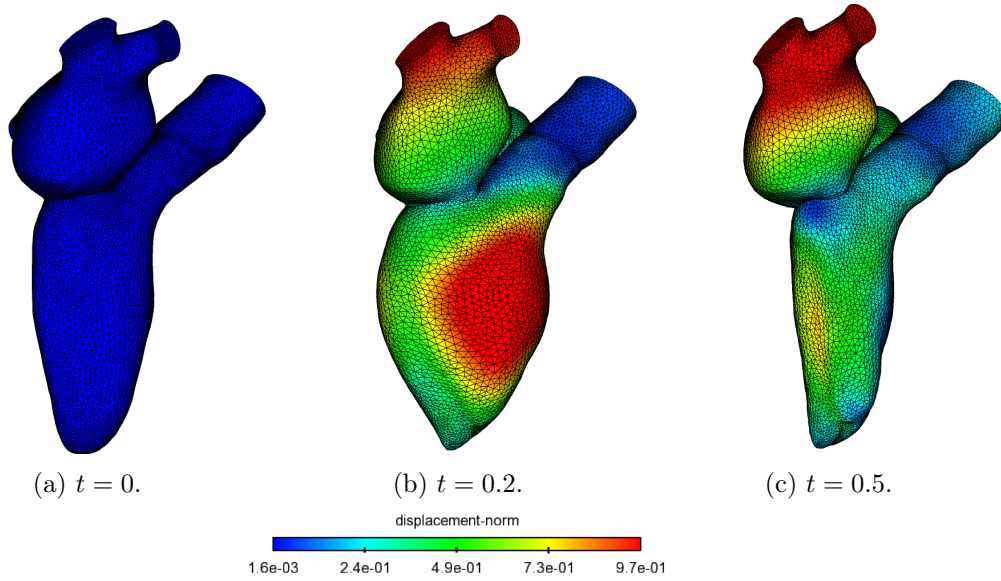 (a) t = 0.
(b) t = 0.2.
(c) t = 0.5.
displacement-norm
1.6e-03 2.4e-01 4.9e-01 7.3e-01 9.7e-01